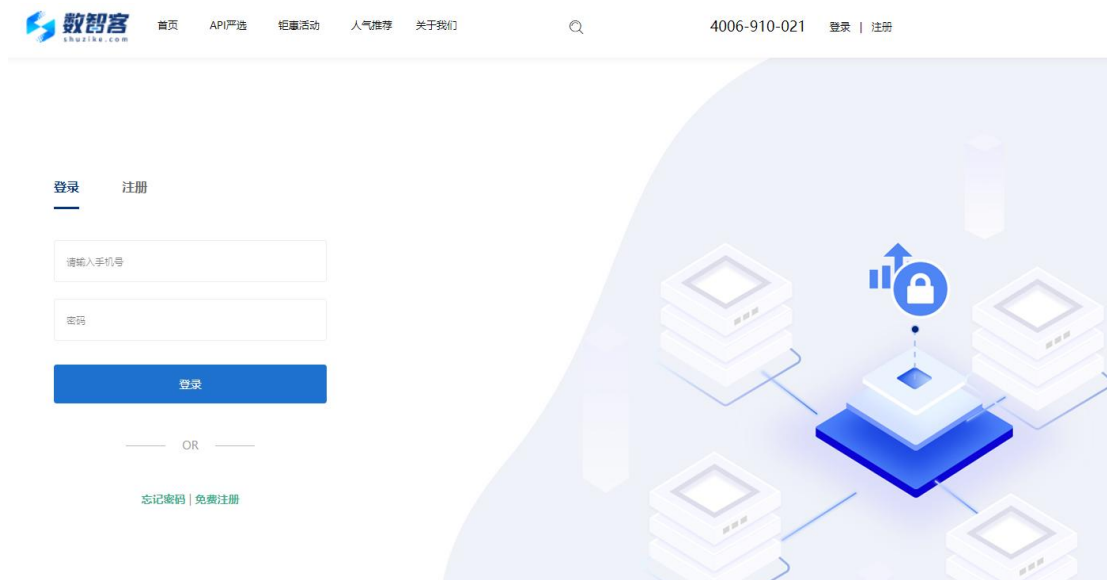 数智客 首页 API严选 钜惠活动 人气推荐 关于我们 4006-910-021 登录 | 注册
shuzike.com
登录 注册
请输入手机号
密码
登录
OR
忘记密码 | 免费注册